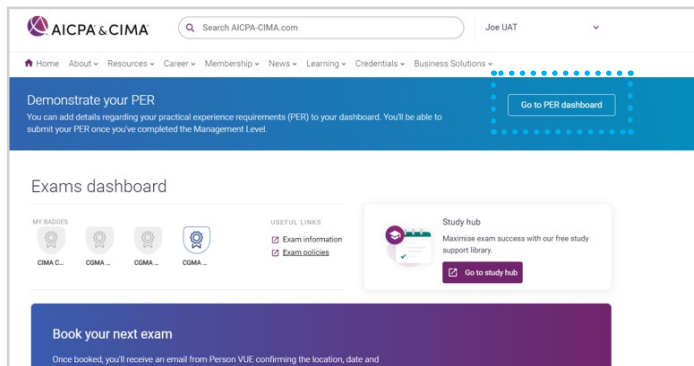 AICPA & CIMA
Search AICPA-CIMA.com
Joe UAT
Home About Resources Career Membership News Learning Credentials Business Solutions
Demonstrate your PER
You can add details regarding your practical experience requirements (PER) to your dashboard. You'll be able to
submit your PER once you've completed the Management Level.
Go to PER dashboard
Exams dashboard
MY BADGES
CIMA C... CGMA ... CGMA ... CGMA ...
USEFUL LINKS
Exam information
Exam policies
Study hub
Maximise exam success with our free study
support library.
Go to study hub
Book your next exam
Once booked, you'll receive an email from Person VUE confirming the location, date and